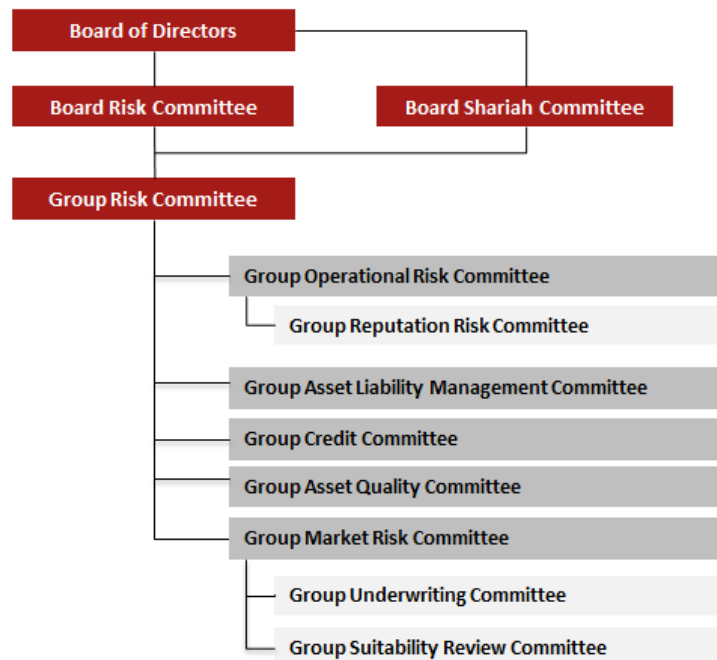 Board of Directors
Board Risk Committee
Board Shariah Committee
Group Risk Committee
Group Operational Risk Committee
Group Reputation Risk Committee
Group Asset Liability Management Committee
Group Credit Committee
Group Asset Quality Committee
Group Market Risk Committee
Group Underwriting Committee
Group Suitability Review Committee